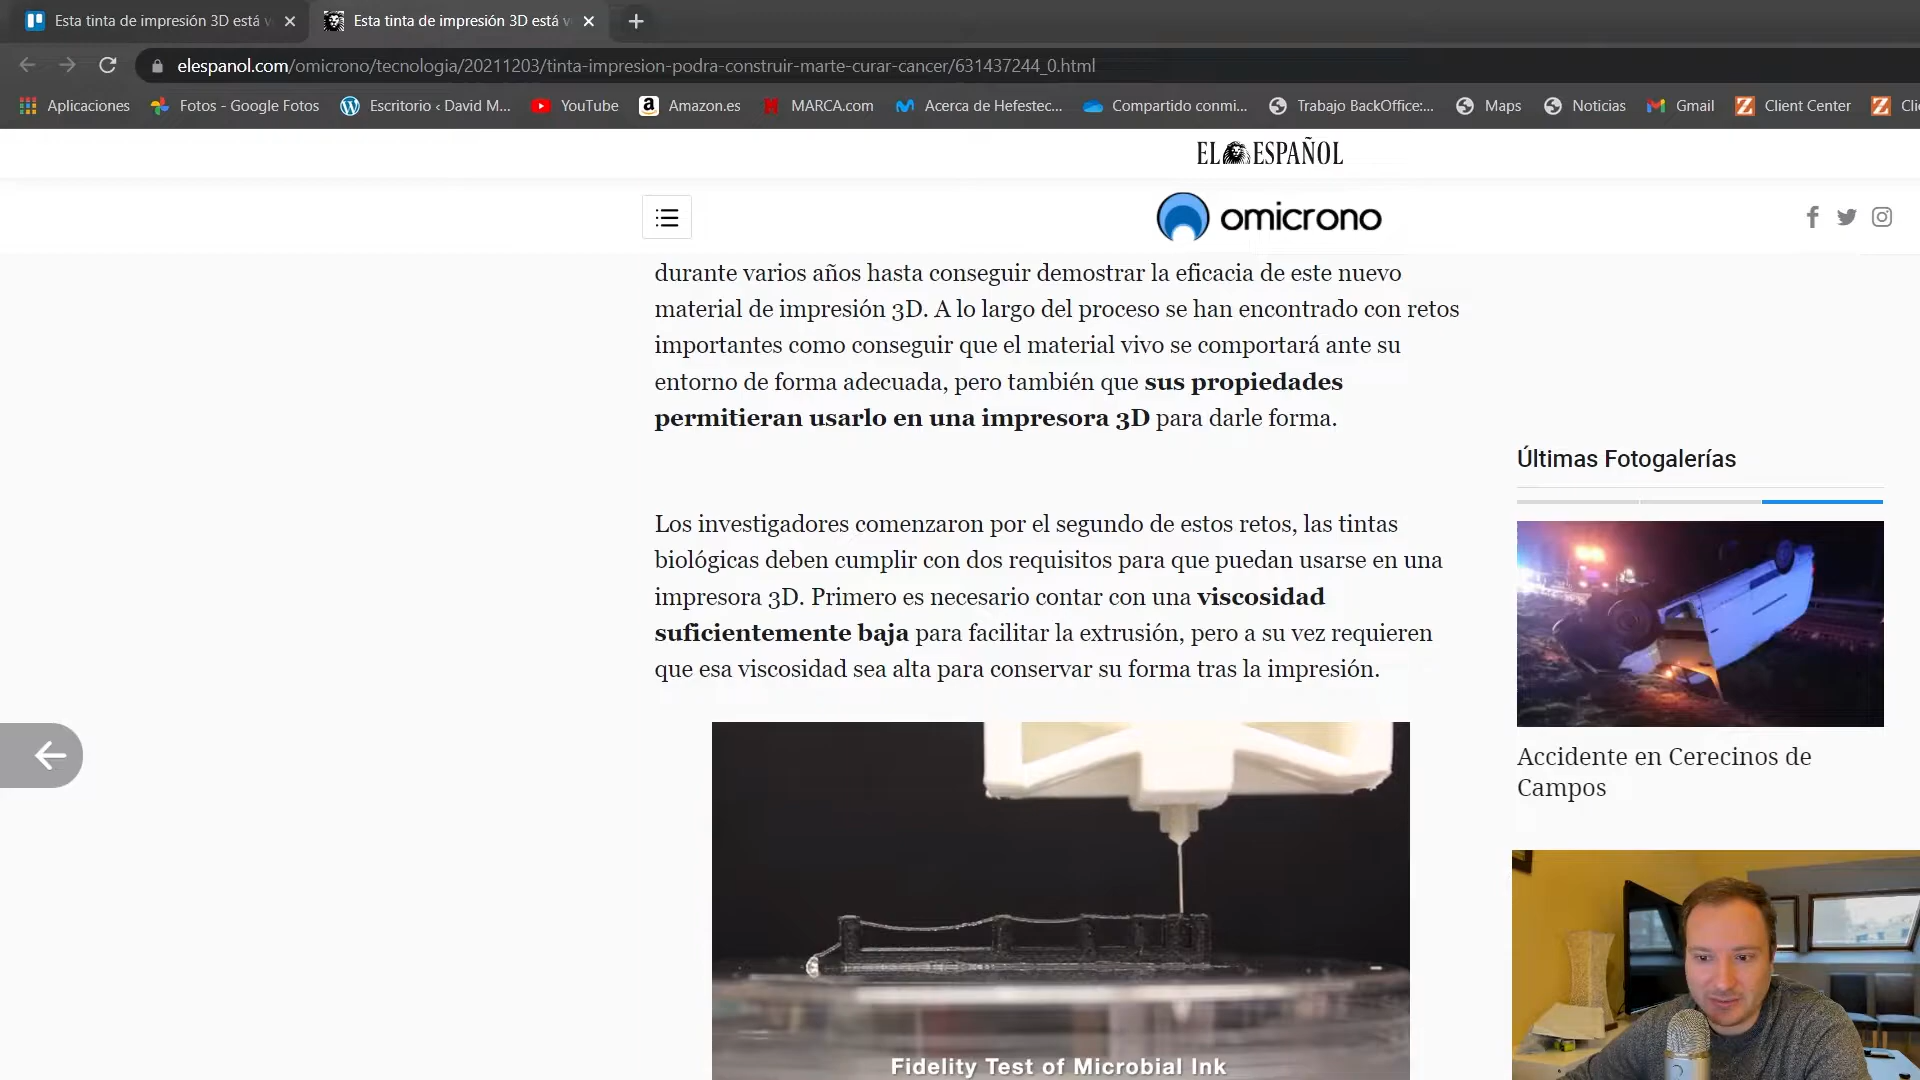 Esta tinta de impresión 3D está v
Esta tinta de impresión 3D está v
elespanol.com/omicrono/tecnologia/20211203/tinta-impresion-podra-construir-marte-curar-cancer/631437244_0.html
Aplicaciones
Fotos - Google Fotos
Escritorio ‹ David M...
YouTube
Amazon.es
MARCA.com
Acerca de Hefestec...
Compartido conmi...
Trabajo BackOffice:...
Maps
Noticias
Gmail
Client Center
Clie
EL ESPAÑOL
omicrono
durante varios años hasta conseguir demostrar la eficacia de este nuevo
material de impresión 3D. A lo largo del proceso se han encontrado con retos
importantes como conseguir que el material vivo se comportará ante su
entorno de forma adecuada, pero también que sus propiedades
permitieran usarlo en una impresora 3D para darle forma.
Los investigadores comenzaron por el segundo de estos retos, las tintas
biológicas deben cumplir con dos requisitos para que puedan usarse en una
impresora 3D. Primero es necesario contar con una viscosidad
suficientemente baja para facilitar la extrusión, pero a su vez requieren
que esa viscosidad sea alta para conservar su forma tras la impresión.
Fidelity Test of Microbial Ink
Últimas Fotogalerías
Accidente en Cerecinos de
Campos